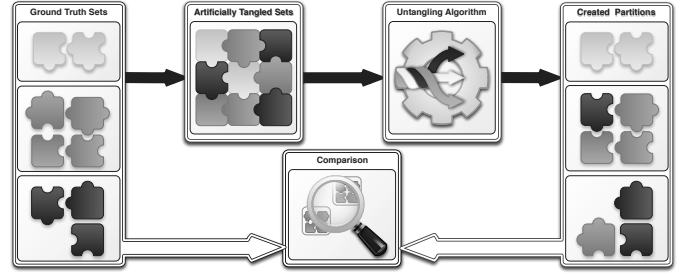 Ground Truth Sets
Artificially Tangled Sets
Untangling Algorithm
Created Partitions
Comparison